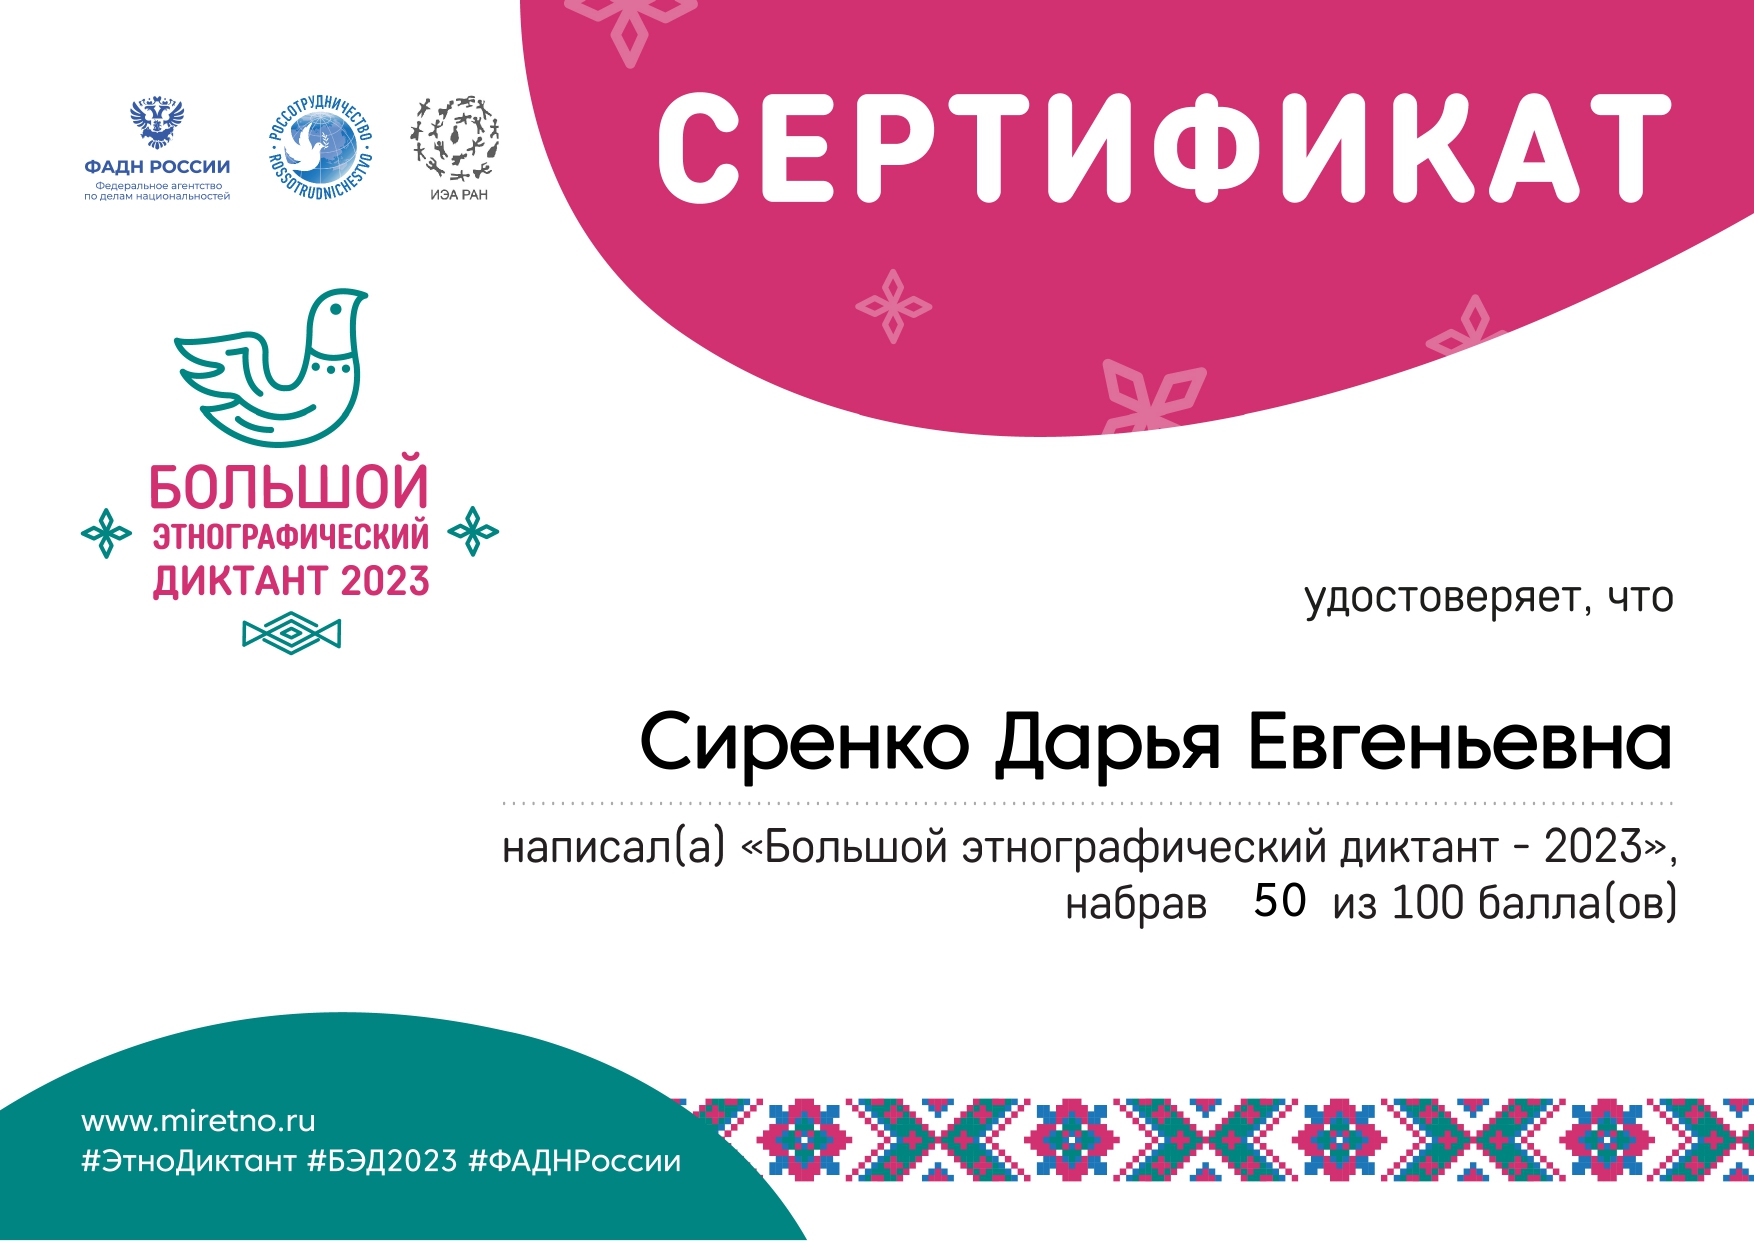 СЕРТИФИКАТ
ФАДН РОССИИ
Федеральное агентство
по делам национальностей
РОССОТРУДНИЧЕСТВО
ROSSOTRUDNICHESTVO
ИЭА РАН
БОЛЬШОЙ
ЭТНОГРАФИЧЕСКИЙ
ДИКТАНТ 2023
удостоверяет, что
Сиренко Дарья Евгеньевна
написал(а) «Большой этнографический диктант - 2023»,
набрав 50 из 100 балла(ов)
www.miretno.ru
#ЭтноДиктант #БЭД2023 #ФАДНРоссии